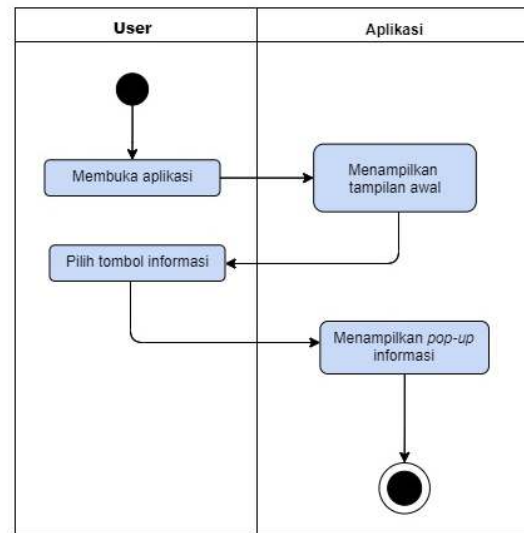 User
Aplikasi
Membuka aplikasi
Menampilkan
tampilan awal
Pilih tombol informasi
Menampilkan pop-up
informasi